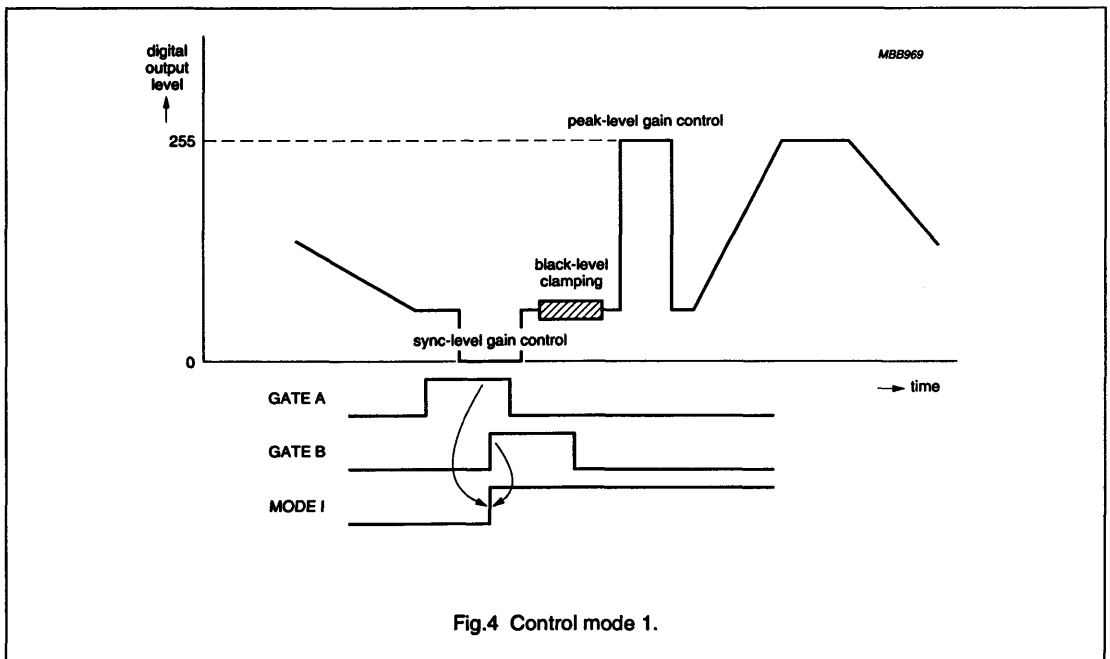 digital
output
level
MBB969
peak-level gain control
255
black-level
clamping
sync-level gain control
0
time
GATE A
GATE B
MODE I
Fig.4 Control mode 1.